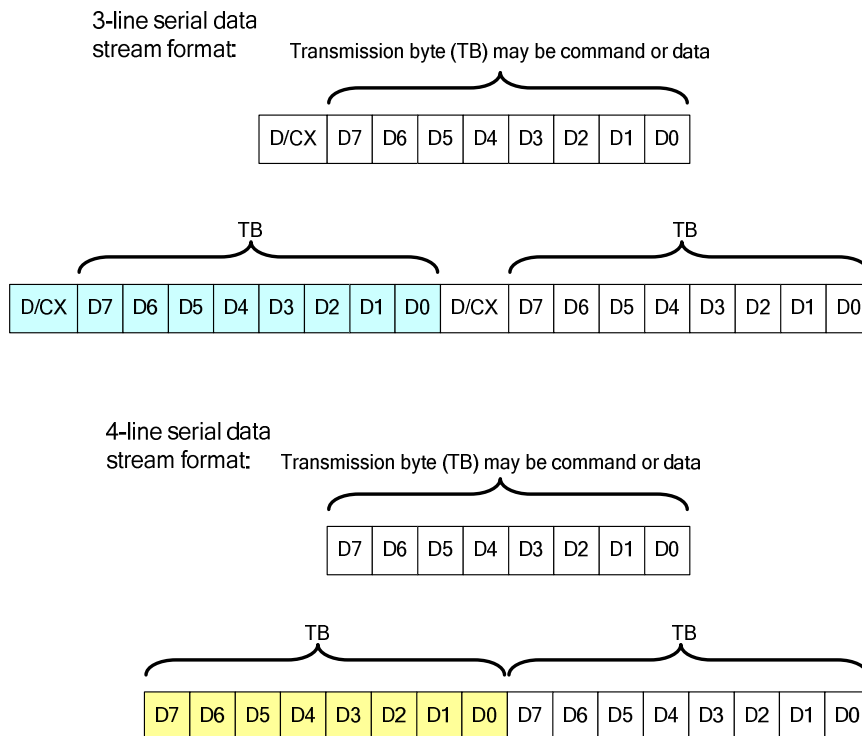 3-line serial data
stream format:
Transmission byte (TB) may be command or data
D/CX D7 D6 D5 D4 D3 D2 D1 D0
TB TB
D/CX D7 D6 D5 D4 D3 D2 D1 D0 D/CX D7 D6 D5 D4 D3 D2 D1 D0
4-line serial data
stream format:
Transmission byte (TB) may be command or data
D7 D6 D5 D4 D3 D2 D1 D0
TB TB
D7 D6 D5 D4 D3 D2 D1 D0 D7 D6 D5 D4 D3 D2 D1 D0